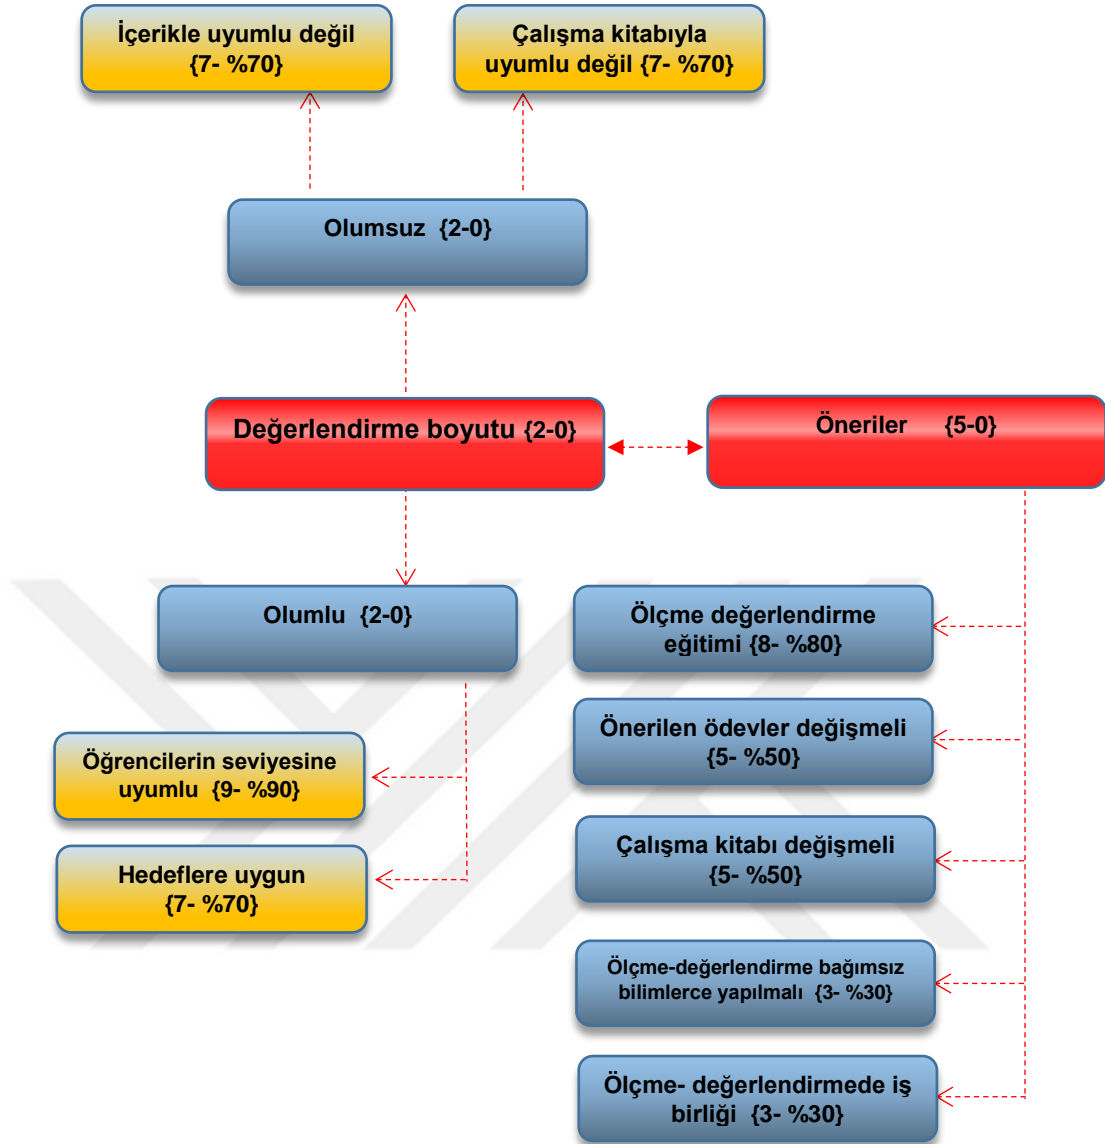 İçerikle uyumlu değil
{7- %70}
Çalışma kitabıyla
uyumlu değil {7- %70}
Olumsuz {2-0}
Değerlendirme boyutu {2-0}
Öneriler {5-0}
Olumlu {2-0}
Öğrencilerin seviyesine
uyumlu {9- %90}
Hedeflere uygun
{7- %70}
Ölçme değerlendirme
eğitimi {8- %80}
Önerilen ödevler değişmeli
{5- %50}
Çalışma kitabı değişmeli
{5- %50}
Ölçme-değerlendirme bağımsız
bilimlerce yapılmalı {3- %30}
Ölçme- değerlendirmede iş
birliği {3- %30}